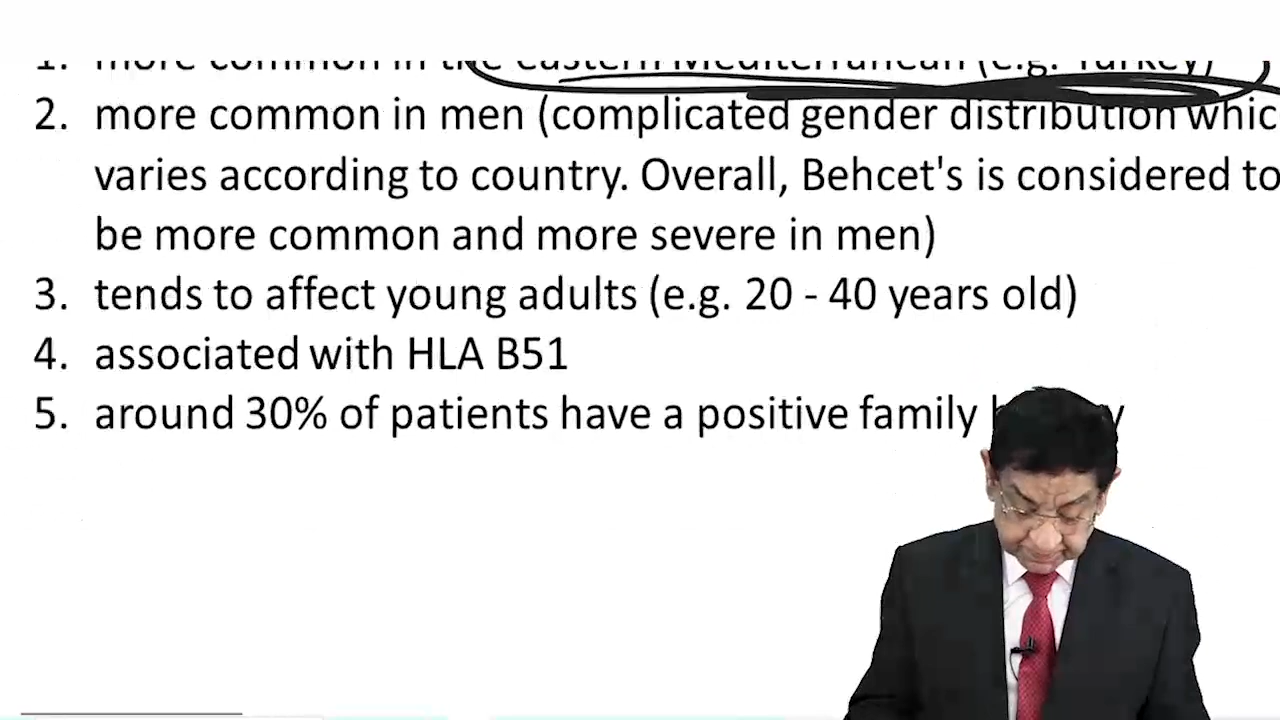 1. more common in the eastern Mediterranean (e.g. Turkey)
2. more common in men (complicated gender distribution
varies according to country. Overall, Behcet's is considered to
be more common and more severe in men)
3. tends to affect young adults (e.g. 20 - 40 years old)
4. associated with HLA B51
5. around 30% of patients have a positive family